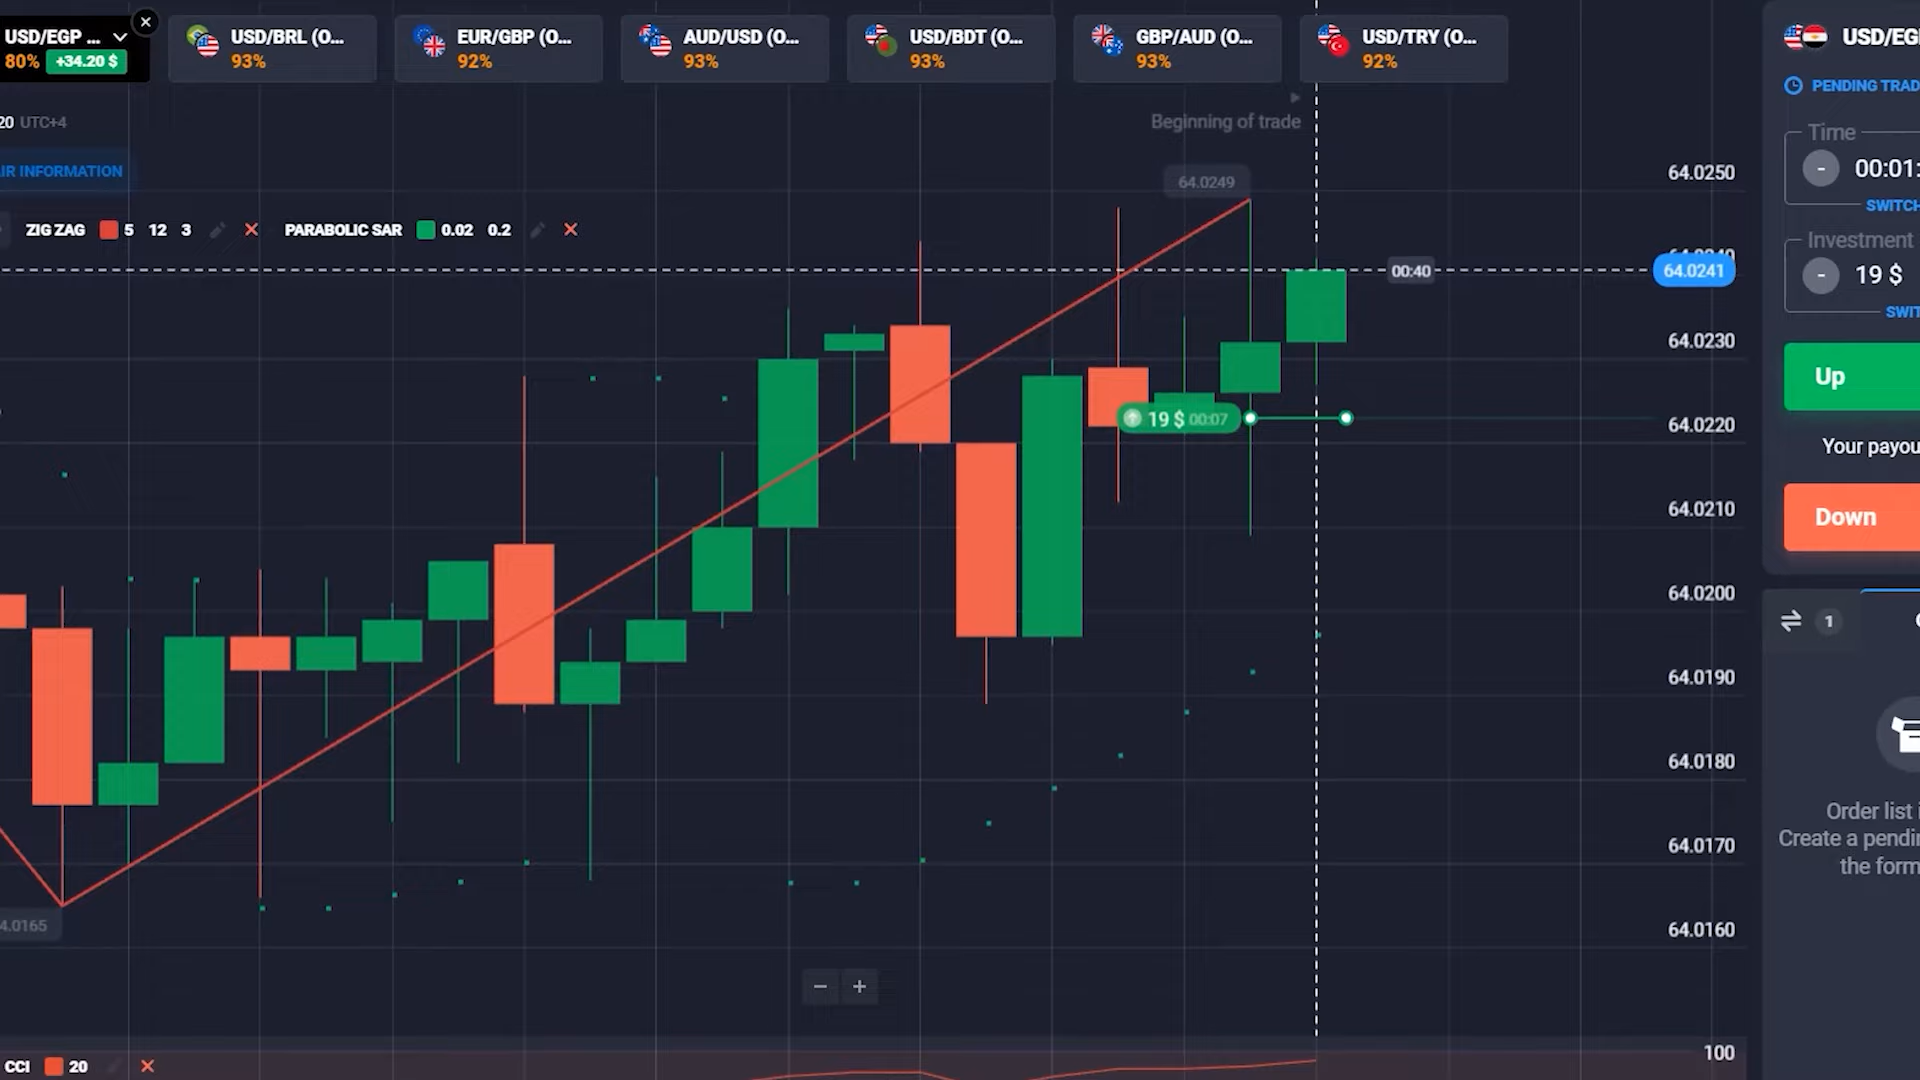 USD/EGP ...
80% +34.20 $
USD/BRL (O...
93%
EUR/GBP (O...
92%
AUD/USD (O...
93%
USD/BDT (O...
93%
GBP/AUD (O...
93%
USD/TRY (O...
92%
20 UTC+4
IR INFORMATION
ZIG ZAG 5 12 3
PARABOLIC SAR 0.02 0.2
Beginning of trade
64.0249
00:40
64.0241
19 $ 00:07
4.0165
64.0250
64.0230
64.0220
64.0210
64.0200
64.0190
64.0180
64.0170
64.0160
100
CCI 20
USD/EG
PENDING TRAD
Time
00:01:
SWITCH
Investment
19 $
SWIT
Up
Your payou
Down
1
Order list i
Create a pendin
the form